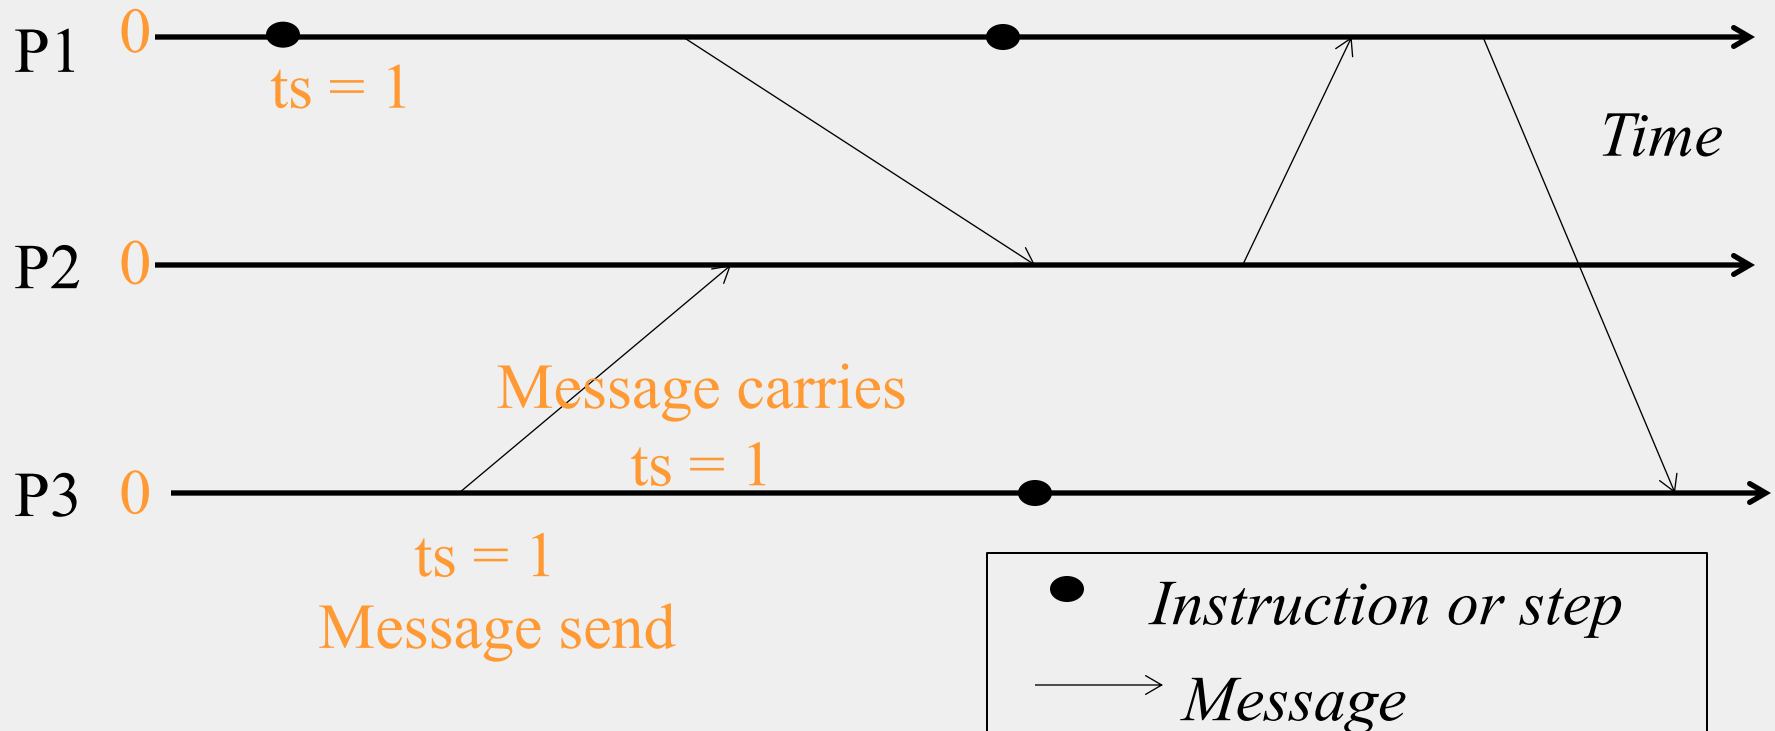 P1 0
ts = 1
Time
P2 0
Message carries
ts = 1
P3 0
ts = 1
Message send
Instruction or step
Message